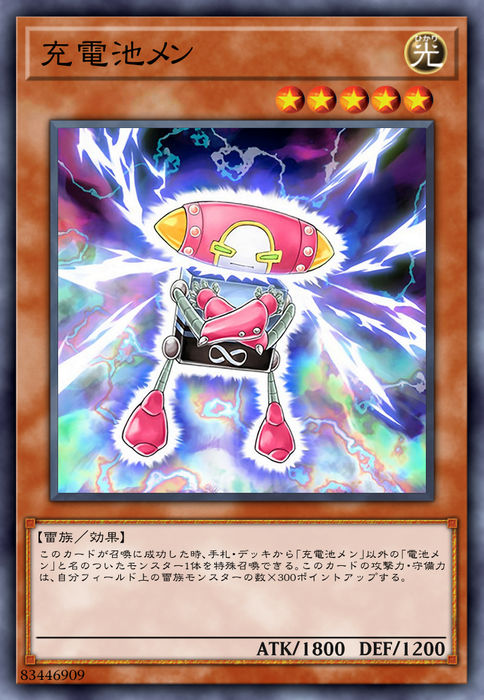 充電池メン
ひかり
光
∞
【雷族／効果】
このカードが召喚に成功した時、手札・デッキから「充電池メン」以外の「電池メ
ン」と名のついたモンスター1体を特殊召喚できる。このカードの攻撃力・守備力
は、自分フィールド上の雷族モンスターの数×300ポイントアップする。
ATK/1800 DEF/1200
83446909